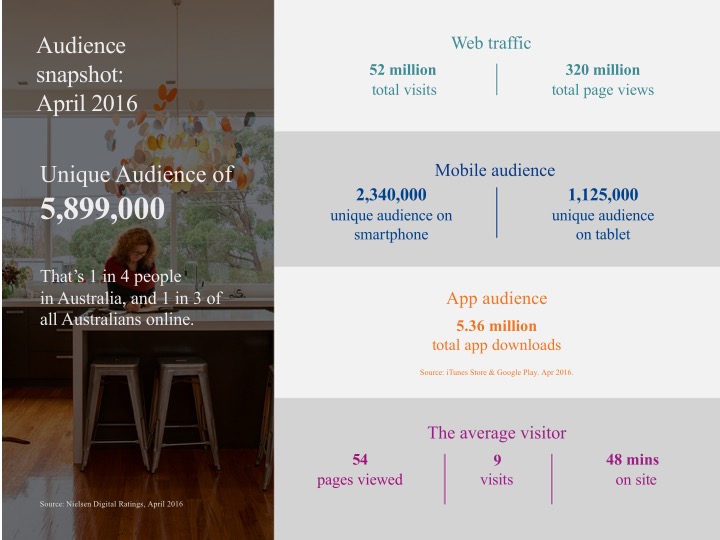 Audience
snapshot:
April 2016
Unique Audience of
5,899,000
That’s 1 in 4 people
in Australia, and 1 in 3 of
all Australians online.
Source: Nielsen Digital Ratings, April 2016
Web traffic
52 million
total visits
320 million
total page views
Mobile audience
2,340,000
unique audience on
smartphone
1,125,000
unique audience
on tablet
App audience
5.36 million
total app downloads
Source: iTunes Store & Google Play. Apr 2016.
The average visitor
54
pages viewed
9
visits
48 mins
on site